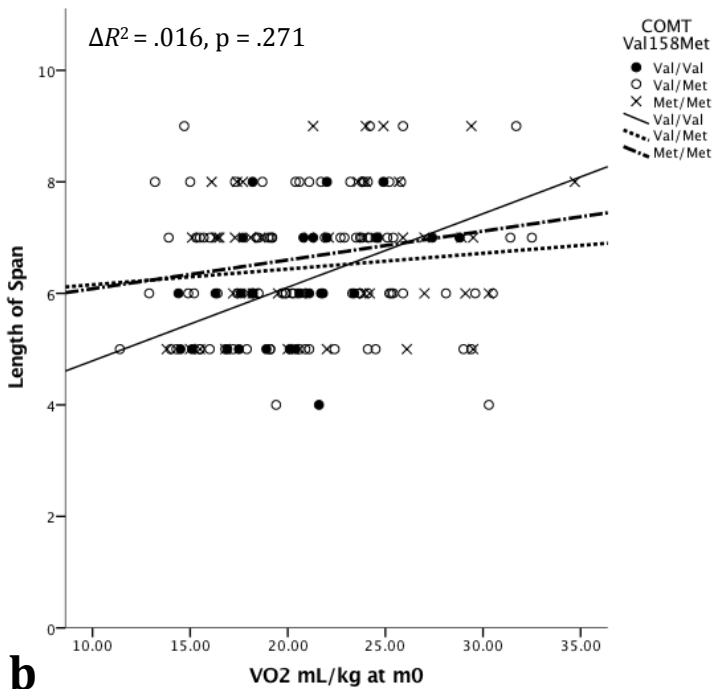 ΔR² = .016, p = .271
COMT
Val158Met
Val/Val
Val/Met
Met/Met
Val/Val
Val/Met
Met/Met
Length of Span
10
8
6
4
2
0
10.00 15.00 20.00 25.00 30.00 35.00
VO2 mL/kg at m0
b